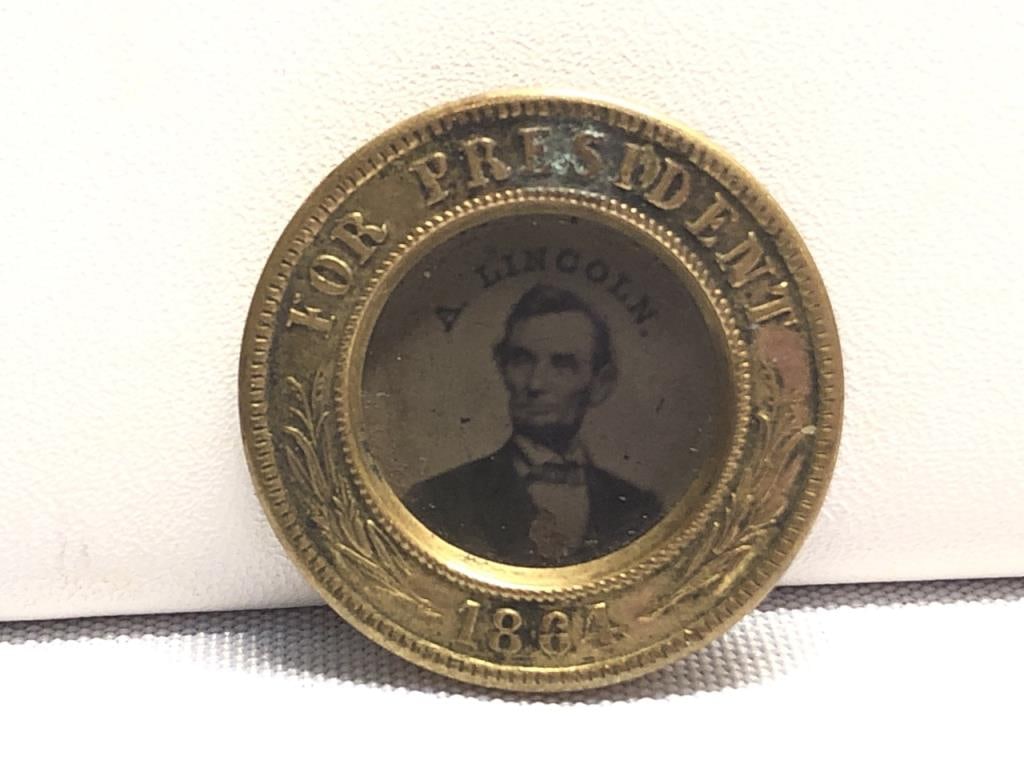 FOR PRESIDENT
A. LINCOLN.
1864